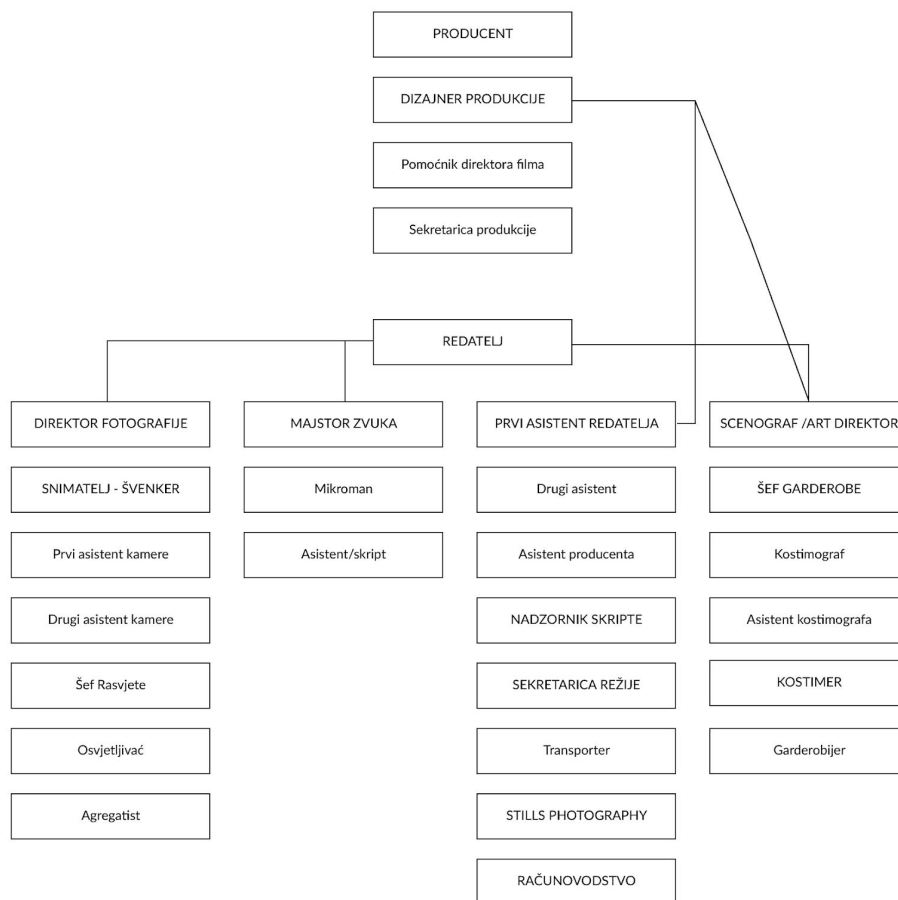 PRODUCENT
DIZAJNER PRODUKCIJE
Pomoćnik direktora filma
Sekretarica produkcije
REDATELJ
DIREKTOR FOTOGRAFIJE
SNIMATELJ - ŠVENKER
Prvi asistent kamere
Drugi asistent kamere
Šef Rasvjete
Osvjetljivać
Agregatist
MAJSTOR ZVUKA
Mikroman
Asistent/skript
PRVI ASISTENT REDATELJA
Drugi asistent
Asistent producenta
NADZORNIK SKRIPTE
SEKRETARICA REŽIJE
Transporter
STILLS PHOTOGRAPHY
RAČUNOVODSTVO
SCENOGRAF /ART DIREKTOR
ŠEF GARDEROBE
Kostimograf
Asistent kostimografa
KOSTIMER
Garderobijer